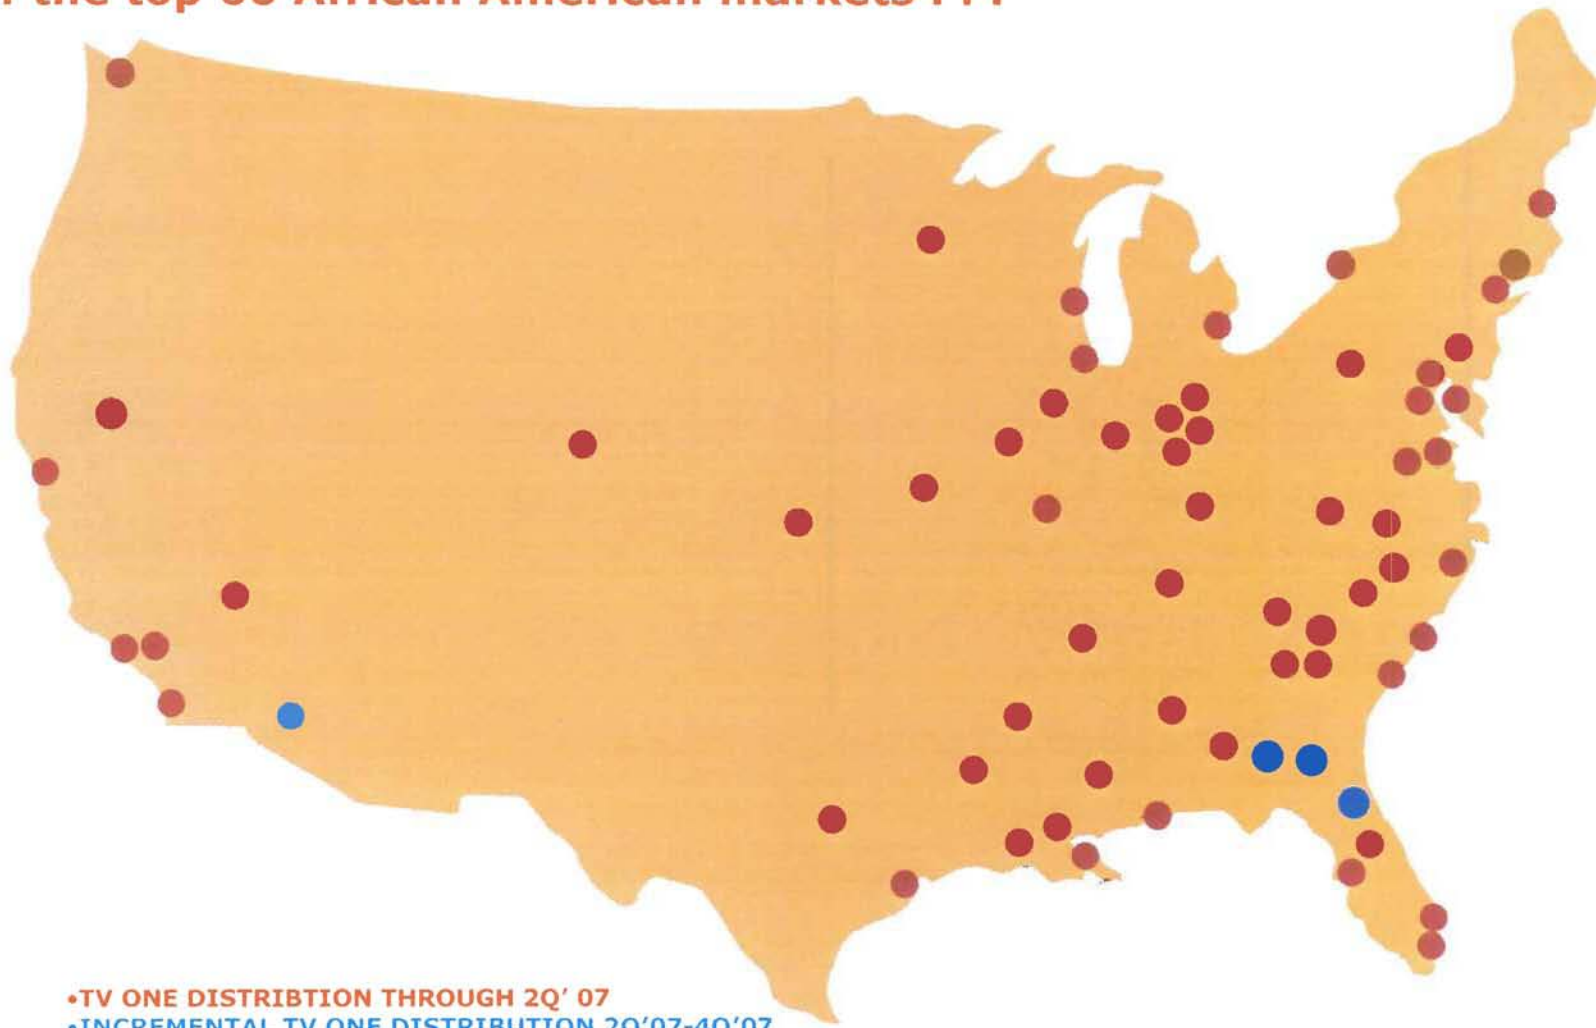 the top 60 African American markets . . .
•TV ONE DISTRIBTION THROUGH 2Q' 07
•INCREMENTAL TV ONE DISTRIBUTION 2Q'07-4Q'07